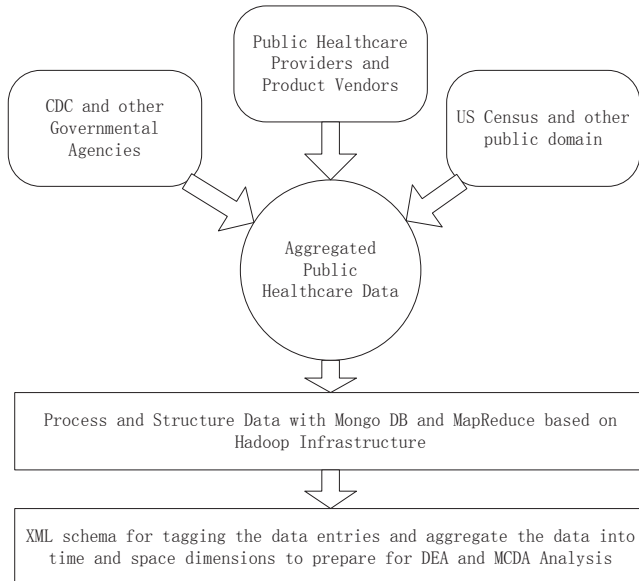 Public Healthcare
Providers and
Product Vendors
CDC and other
Governmental
Agencies
US Census and other
public domain
Aggregated
Public
Healthcare Data
Process and Structure Data with Mongo DB and MapReduce based on
Hadoop Infrastructure
XML schema for tagging the data entries and aggregate the data into
time and space dimensions to prepare for DEA and MCDA Analysis